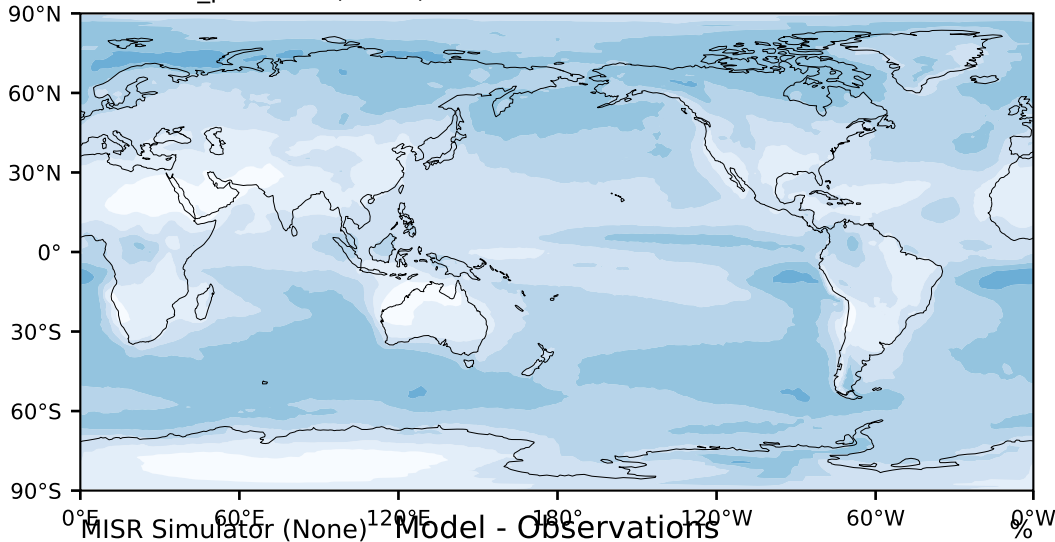 90°N
60°N
30°N
0°
30°S
60°S
90°S
0°E 60°E 120°E 180°W 120°W 60°W 0°W
MISR Simulator (None) Model - Observations %